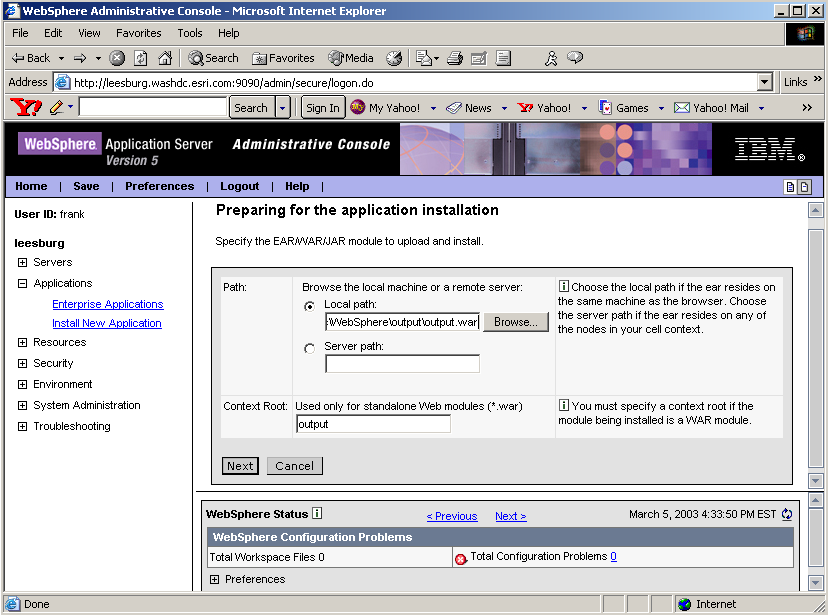 WebSphere Administrative Console - Microsoft Internet Explorer
File Edit View Favorites Tools Help
Back Search Favorites Media
Address http://leesburg.washdc.esri.com:9090/admin/secure/logon.do Links »
Y! Search Sign In My Yahoo! News Yahoo! Games Yahoo! Mail »
WebSphere. Application Server Administrative Console IBM.
Version 5
Home | Save | Preferences | Logout | Help |
User ID: frank
leesburg
Servers
Applications
Enterprise Applications
Install New Application
Resources
Security
Environment
System Administration
Troubleshooting
Preparing for the application installation
Specify the EAR/WAR/JAR module to upload and install.
Path:
Browse the local machine or a remote server:
Local path:
:\WebSphere\output\output.war Browse...
Server path:
i Choose the local path if the ear resides on
the same machine as the browser. Choose
the server path if the ear resides on any of
the nodes in your cell context.
Context Root: Used only for standalone Web modules (*.war)
output
i You must specify a context root if the
module being installed is a WAR module.
Next Cancel
WebSphere Status i < Previous Next > March 5, 2003 4:33:50 PM EST
WebSphere Configuration Problems
Total Workspace Files 0 Total Configuration Problems 0
Preferences
Done Internet